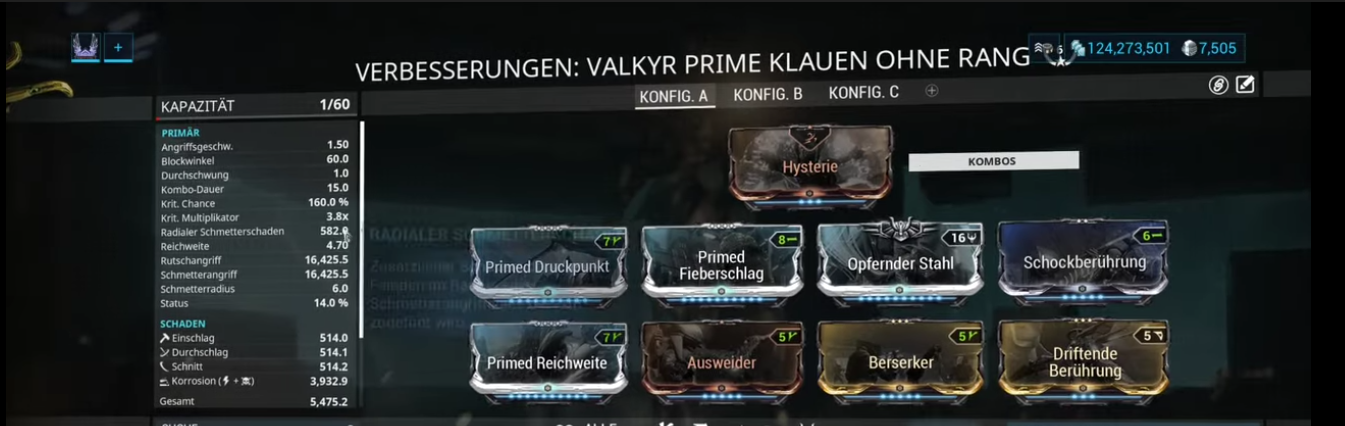 124,273,501 7,505
VERBESSERUNGEN: VALKYR PRIME KLAUEN OHNE RANG
KONFIG. A KONFIG. B KONFIG. C
KAPAZITÄT 1/60
PRIMÄR
Angriffsgeschw. 1.50
Blockwinkel 60.0
Durchschwung 1.0
Kombo-Dauer 15.0
Krit. Chance 160.0 %
Krit. Multiplikator 3.8x
Radialer Schmetterschaden 582.
Reichweite 4.70
Rutschangriff 16,425.5
Schmetterangriff 16,425.5
Schmetterradius 6.0
Status 14.0 %
SCHADEN
Einschlag 514.0
Durchschlag 514.1
Schnitt 514.2
Korrosion ( + ) 3,932.9
Gesamt 5,475.2
Hysterie
KOMBOS
7
Primed Druckpunkt
8
Primed
Fieberschlag
16
Opfernder Stahl
6
Schockberührung
7
Primed Reichweite
5
Ausweider
5
Berserker
5
Driftende
Berührung